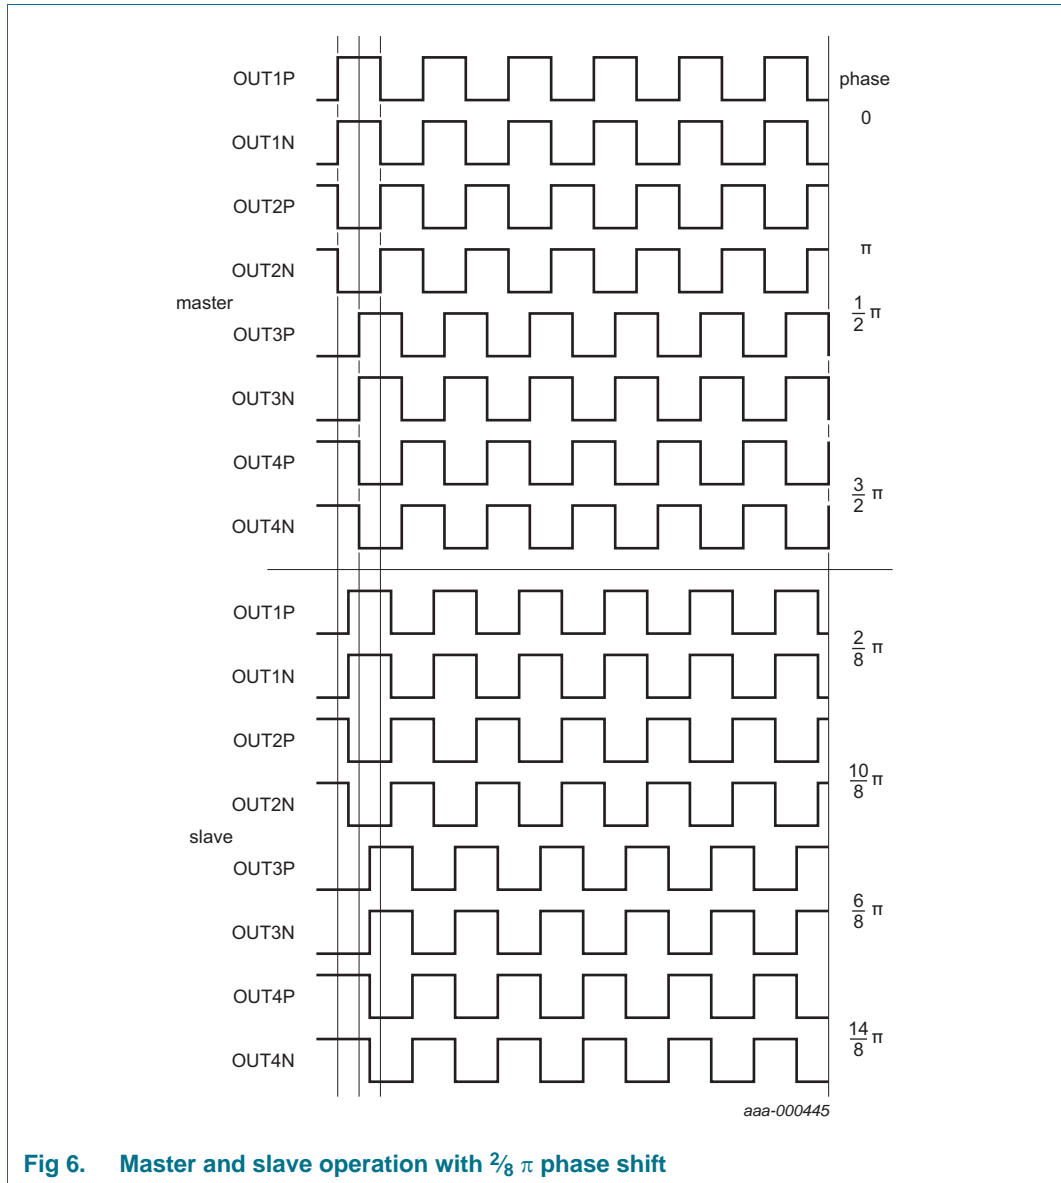 OUT1P
phase
0
OUT1N
OUT2P
π
OUT2N
master
1/2 π
OUT3P
OUT3N
OUT4P
3/2 π
OUT4N
OUT1P
2/8 π
OUT1N
OUT2P
10/8 π
OUT2N
slave
OUT3P
6/8 π
OUT3N
OUT4P
14/8 π
OUT4N
aaa-000445
Fig 6. Master and slave operation with 2⁄8 π phase shift